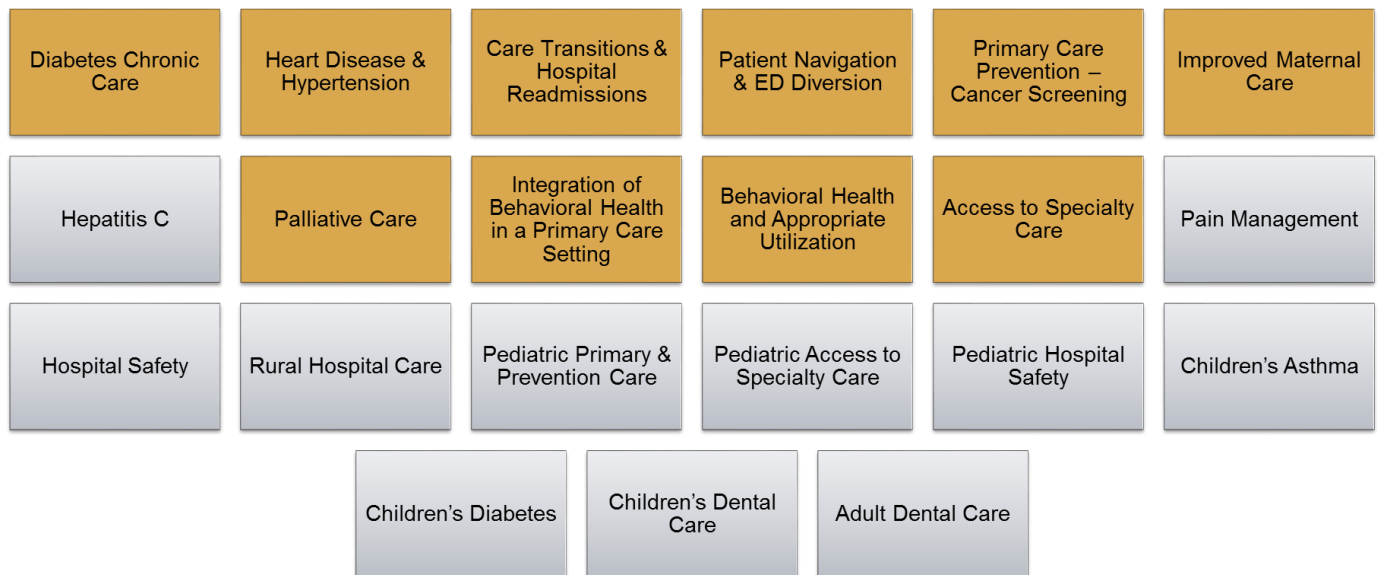 Diabetes Chronic
Care
Heart Disease &
Hypertension
Care Transitions &
Hospital
Readmissions
Patient Navigation
& ED Diversion
Primary Care
Prevention –
Cancer Screening
Improved Maternal
Care
Hepatitis C
Palliative Care
Integration of
Behavioral Health
in a Primary Care
Setting
Behavioral Health
and Appropriate
Utilization
Access to Specialty
Care
Pain Management
Hospital Safety
Rural Hospital Care
Pediatric Primary &
Prevention Care
Pediatric Access to
Specialty Care
Pediatric Hospital
Safety
Children’s Asthma
Children’s Diabetes
Children’s Dental
Care
Adult Dental Care